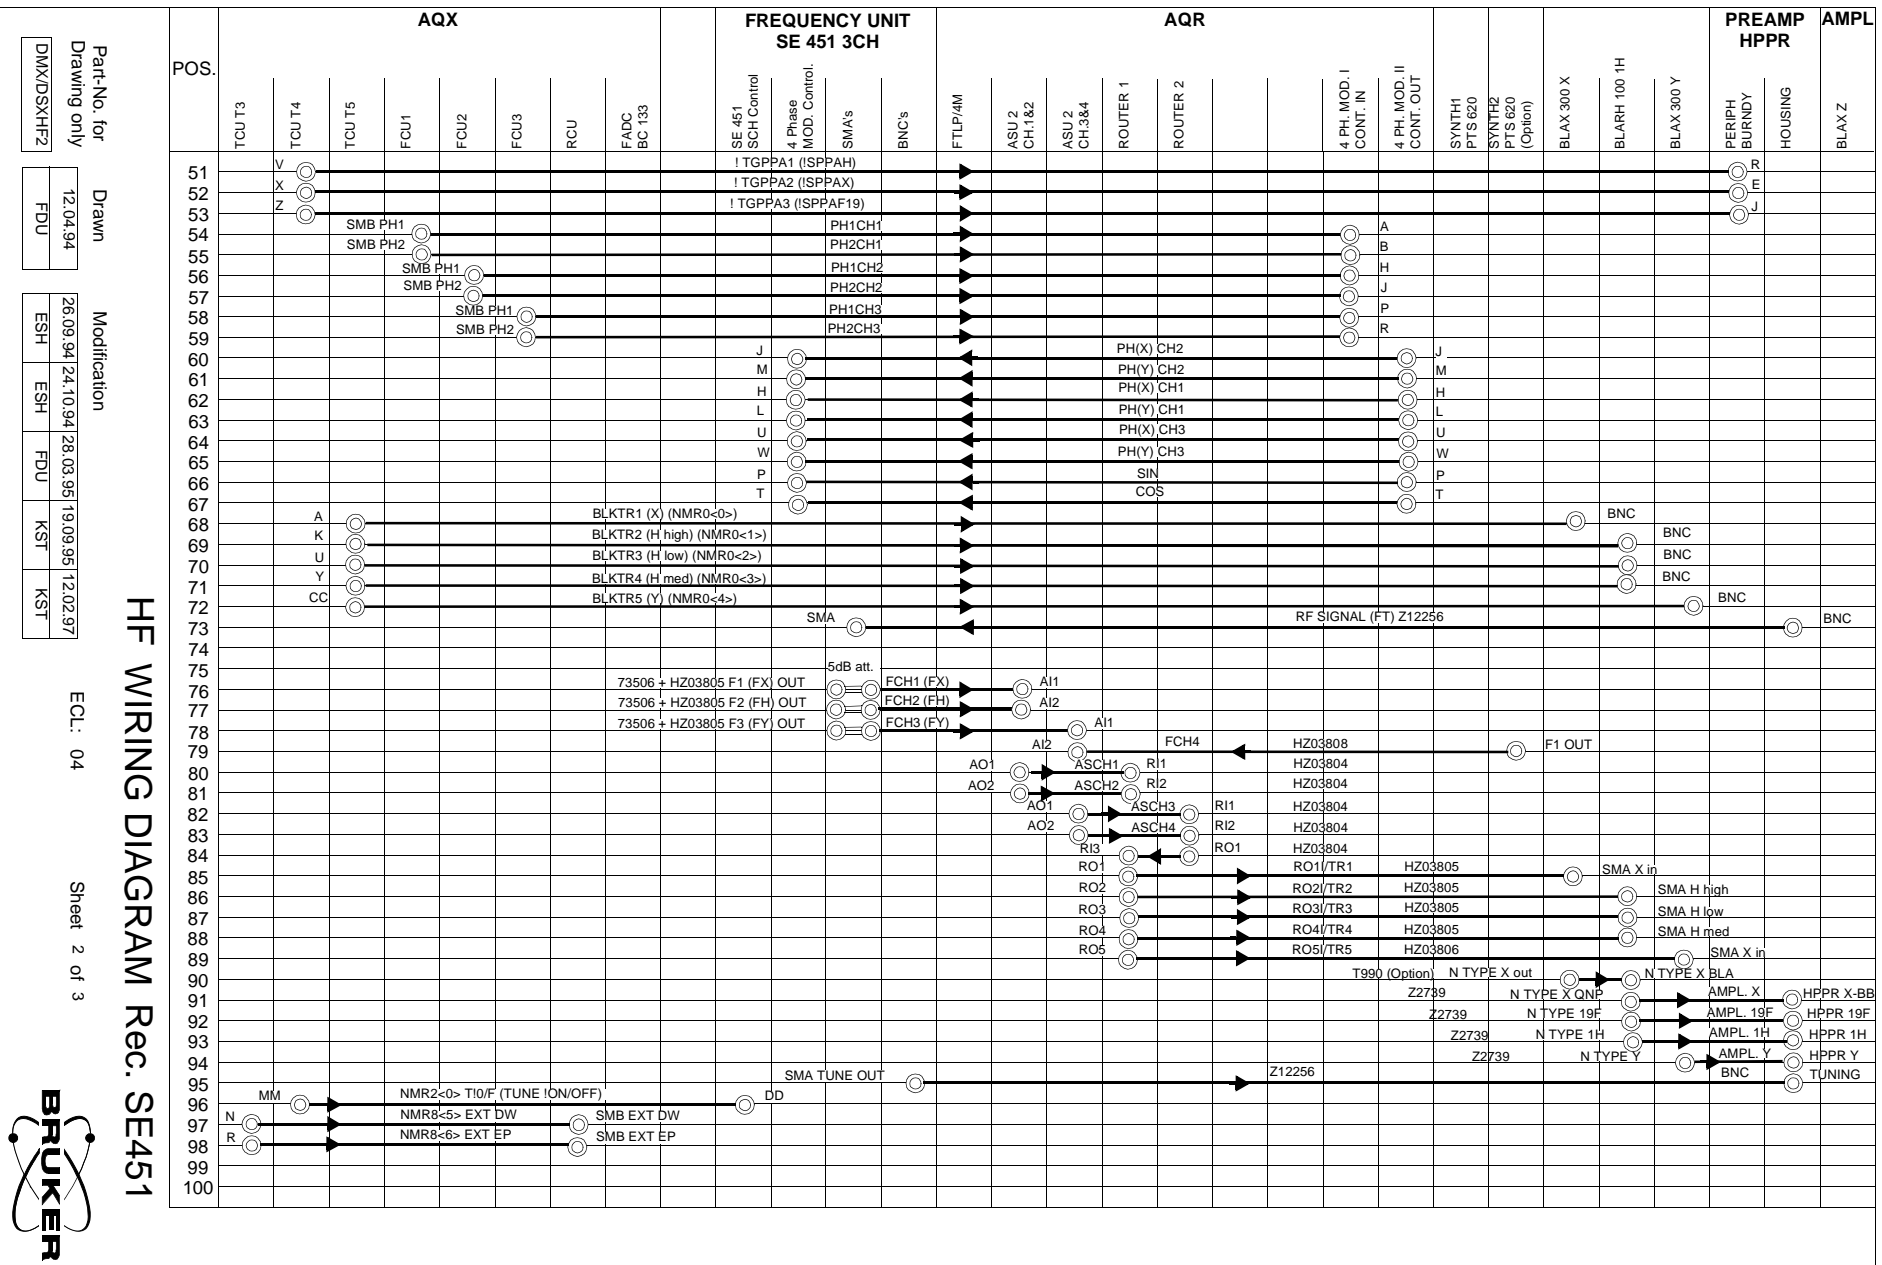 AQX
FREQUENCY UNIT
SE 451 3CH
AQR
PREAMP
HPPR
AMPL
POS.
TCU T3
TCU T4
TCU T5
FCU1
FCU2
FCU3
RCU
FADC
BC 133
SE 451
SCH Control
4 Phase
MOD. Control.
SMA's
BNC's
FTLP/4M
ASU 2
CH.1&2
ASU 2
CH.3&4
ROUTER 1
ROUTER 2
4 PH. MOD. I
CONT. IN
4 PH. MOD. II
CONT. OUT
SYNTH1
PTS 620
SYNTH2
PTS 620
(Option)
BLAX 300 X
BLARH 100 1H
BLAX 300 Y
PERIPH
BURNDY
HOUSING
BLAX Z
51 V ! TGPPA1 (!SPPAH) R
52 X ! TGPPA2 (!SPPAX) E
53 Z ! TGPPA3 (!SPPAF19) J
54 SMB PH1 PH1CH1 A
55 SMB PH2 PH2CH1 B
56 SMB PH1 PH1CH2 H
57 SMB PH2 PH2CH2 J
58 SMB PH1 PH1CH3 P
59 SMB PH2 PH2CH3 R
60 J PH(X) CH2 J
61 M PH(Y) CH2 M
62 H PH(X) CH1 H
63 L PH(Y) CH1 L
64 U PH(X) CH3 U
65 W PH(Y) CH3 W
66 P SIN P
67 T COS T
68 A BLKTR1 (X) (NMR0<0>) BNC
69 K BLKTR2 (H high) (NMR0<1>) BNC
70 U BLKTR3 (H low) (NMR0<2>) BNC
71 Y BLKTR4 (H med) (NMR0<3>) BNC
72 CC BLKTR5 (Y) (NMR0<4>) BNC
73 SMA RF SIGNAL (FT) Z12256 BNC
74
75 5dB att.
76 73506 + HZ03805 F1 (FX) OUT FCH1 (FX) AI1
77 73506 + HZ03805 F2 (FH) OUT FCH2 (FH) AI2
78 73506 + HZ03805 F3 (FY) OUT FCH3 (FY) AI1
79 AI2 FCH4 HZ03808 F1 OUT
80 AO1 ASCH1 RI1 HZ03804
81 AO2 ASCH2 RI2 HZ03804
82 AO1 ASCH3 RI1 HZ03804
83 AO2 ASCH4 RI2 HZ03804
84 RI3 RO1 HZ03804
85 RO1 RO1I/TR1 HZ03805 SMA X in
86 RO2 RO2I/TR2 HZ03805 SMA H high
87 RO3 RO3I/TR3 HZ03805 SMA H low
88 RO4 RO4I/TR4 HZ03805 SMA H med
89 RO5 RO5I/TR5 HZ03806 SMA X in
90 T990 (Option) N TYPE X out N TYPE X BLA
91 Z2739 N TYPE X QNP AMPL. X HPPR X-BB
92 Z2739 N TYPE 19F AMPL. 19F HPPR 19F
93 Z2739 N TYPE 1H AMPL. 1H HPPR 1H
94 Z2739 N TYPE Y AMPL. Y HPPR Y
95 SMA TUNE OUT Z12256 BNC TUNING
96 MM NMR2<0> T!0/F (TUNE !ON/OFF) DD
97 N NMR8<5> EXT DW SMB EXT DW
98 R NMR8<6> EXT EP SMB EXT EP
99
100
Part-No. for
Drawing only
DMX/DSXHF2
Drawn
12.04.94
FDU
Modification
26.09.94 24.10.94 28.03.95 19.09.95 12.02.97
ESH ESH FDU KST KST
HF WIRING DIAGRAM Rec. SE451
ECL: 04
Sheet 2 of 3
BRUKER